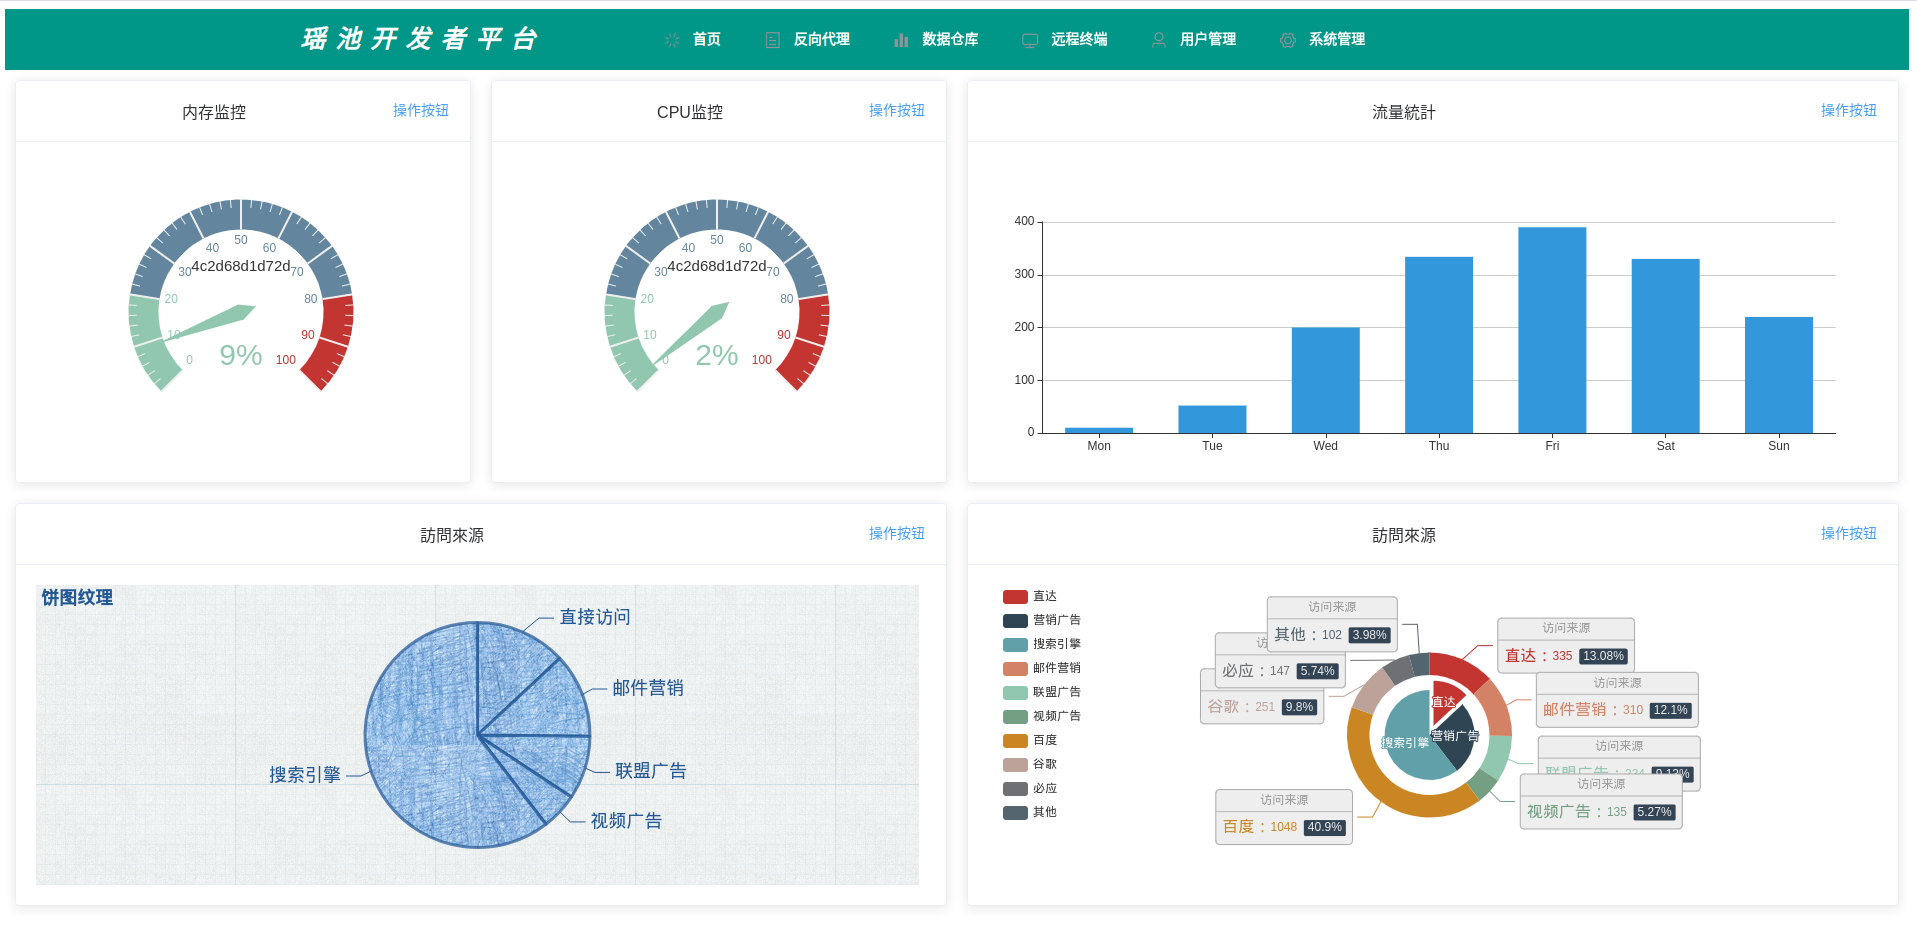 瑶池开发者平台
首页
反向代理
数据仓库
远程终端
用户管理
系统管理
内存监控
操作按钮
0
10
20
30
40
50
60
70
80
90
100
4c2d68d1d72d
9%
CPU监控
操作按钮
0
10
20
30
40
50
60
70
80
90
100
4c2d68d1d72d
2%
流量統計
操作按钮
400
300
200
100
0
Mon
Tue
Wed
Thu
Fri
Sat
Sun
訪問來源
操作按钮
饼图纹理
直接访问
邮件营销
联盟广告
视频广告
搜索引擎
訪問來源
操作按钮
直达
营销广告
搜索引擎
邮件营销
联盟广告
视频广告
百度
谷歌
必应
其他
访问来源
其他：102 3.98%
访
必应：147 5.74%
谷歌：251 9.8%
访问来源
百度：1048 40.9%
访问来源
直达：335 13.08%
访问来源
邮件营销：310 12.1%
访问来源
联盟广告：234 9.13%
访问来源
视频广告：135 5.27%
直达
营销广告
搜索引擎